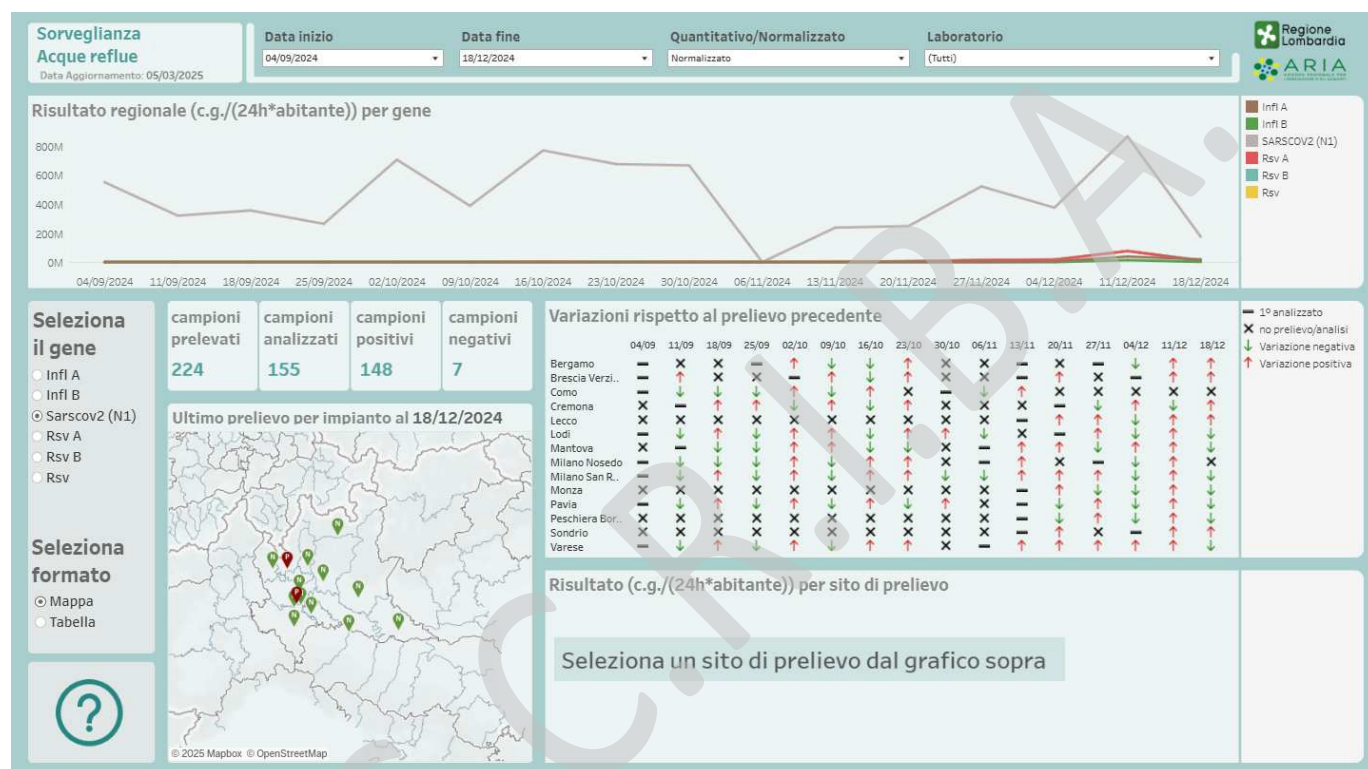 Sorveglianza
Acque reflue
Data Aggiornamento: 05/03/2025
Data inizio
04/09/2024
Data fine
18/12/2024
Quantitativo/Normalizzato
Normalizzato
Laboratorio
(Tutti)
Regione
Lombardia
ARIA
Risultato regionale (c.g./(24h*abitante)) per gene
800M
600M
400M
200M
0M
04/09/2024 11/09/2024 18/09/2024 25/09/2024 02/10/2024 09/10/2024 16/10/2024 23/10/2024 30/10/2024 06/11/2024 13/11/2024 20/11/2024 27/11/2024 04/12/2024 11/12/2024 18/12/2024
Infl A
Infl B
SARSCOV2 (N1)
Rsv A
Rsv B
Rsv
Seleziona
il gene
Infl A
Infl B
Sarscov2 (N1)
Rsv A
Rsv B
Rsv
Seleziona
formato
Mappa
Tabella
?
campioni
prelevati
224
campioni
analizzati
155
campioni
positivi
148
campioni
negativi
7
Ultimo prelievo per impianto al 18/12/2024
© 2025 Mapbox © OpenStreetMap
Variazioni rispetto al prelievo precedente
04/09 11/09 18/09 25/09 02/10 09/10 16/10 23/10 30/10 06/11 13/11 20/11 27/11 04/12 11/12 18/12
Bergamo
Brescia Verzi..
Como
Cremona
Lecco
Lodi
Mantova
Milano Nosedo
Milano San R..
Monza
Pavia
Peschiera Bor..
Sondrio
Varese
1º analizzato
no prelievo/analisi
Variazione negativa
Variazione positiva
Risultato (c.g./(24h*abitante)) per sito di prelievo
Seleziona un sito di prelievo dal grafico sopra
C.R.I.B.A.